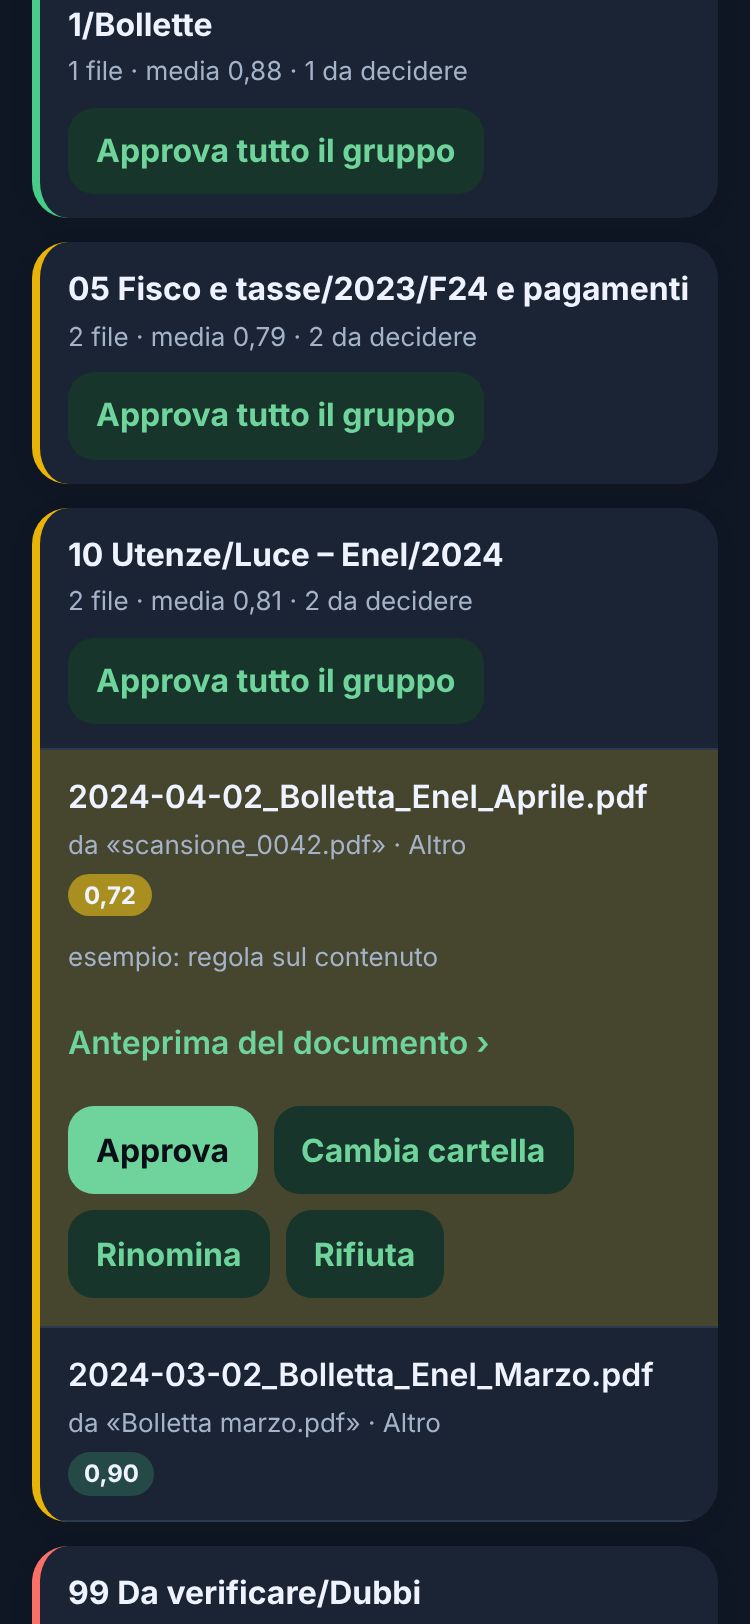 1/Bollette
1 file · media 0,88 · 1 da decidere
Approva tutto il gruppo
05 Fisco e tasse/2023/F24 e pagamenti
2 file · media 0,79 · 2 da decidere
Approva tutto il gruppo
10 Utenze/Luce – Enel/2024
2 file · media 0,81 · 2 da decidere
Approva tutto il gruppo
2024-04-02_Bolletta_Enel_Aprile.pdf
da «scansione_0042.pdf» · Altro
0,72
esempio: regola sul contenuto
Anteprima del documento ›
Approva Cambia cartella
Rinomina Rifiuta
2024-03-02_Bolletta_Enel_Marzo.pdf
da «Bolletta marzo.pdf» · Altro
0,90
99 Da verificare/Dubbi